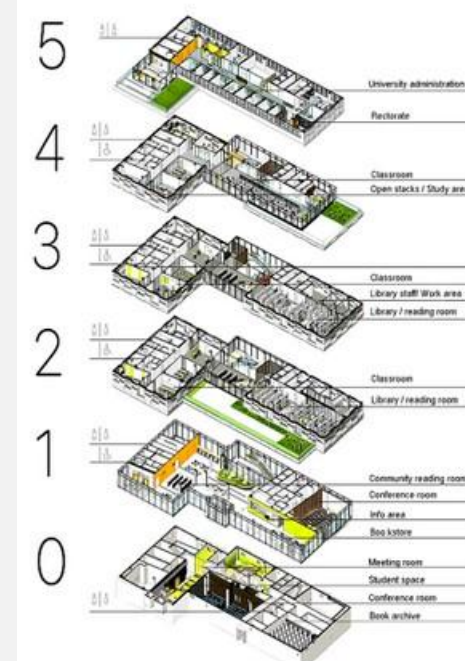 5
University administration
Rectorate
4
Classroom
Open stacks / Study area
3
Classroom
Library staff/ Work area
Library / reading room
2
Classroom
Library / reading room
1
Community reading room
Conference room
Info area
Boo kstore
0
Meeting room
Student space
Conference room
Book archive